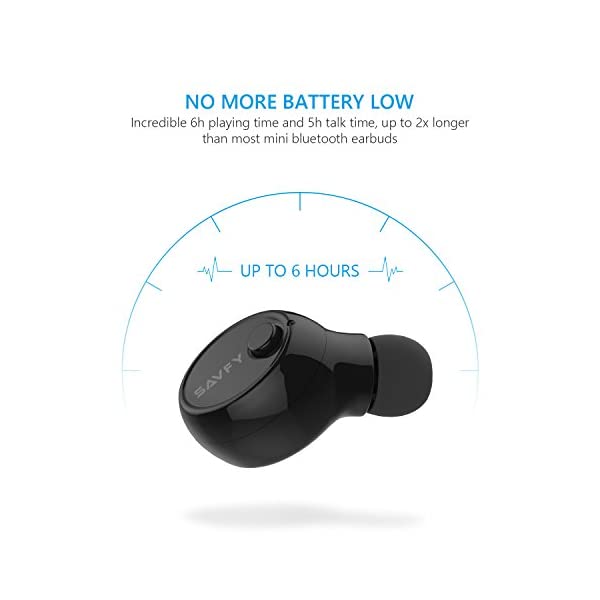 NO MORE BATTERY LOW
Incredible 6h playing time and 5h talk time, up to 2x longer
than most mini bluetooth earbuds
UP TO 6 HOURS
SAVFY